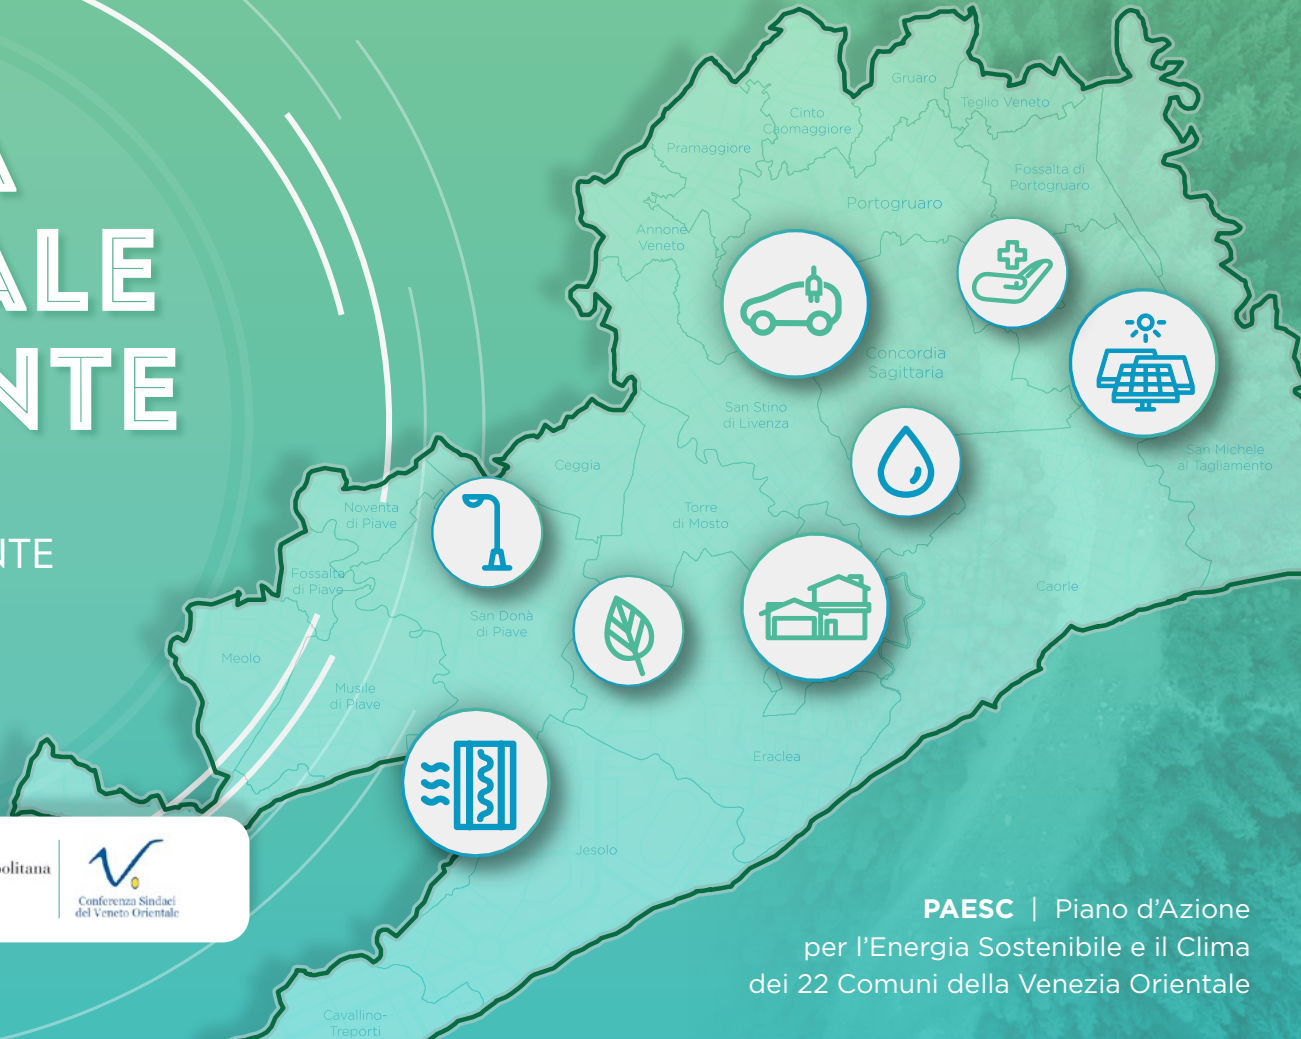 A
ALE
NTE
NTE
Gruaro
Teglio Veneto
Cinto
Caomaggiore
Pramaggiore
Fossalta di
Portogruaro
Portogruaro
Annone
Veneto
Concordia
Sagittaria
San Stino
di Livenza
San Michele
al Tagliamento
Ceggia
Noventa
di Piave
Torre
di Mosto
Fossalta
di Piave
Caorle
San Donà
di Piave
Meolo
Musile
di Piave
Eraclea
Jesolo
Cavallino-
Treporti
politana
Conferenza Sindaci
del Veneto Orientale
PAESC | Piano d'Azione
per l'Energia Sostenibile e il Clima
dei 22 Comuni della Venezia Orientale